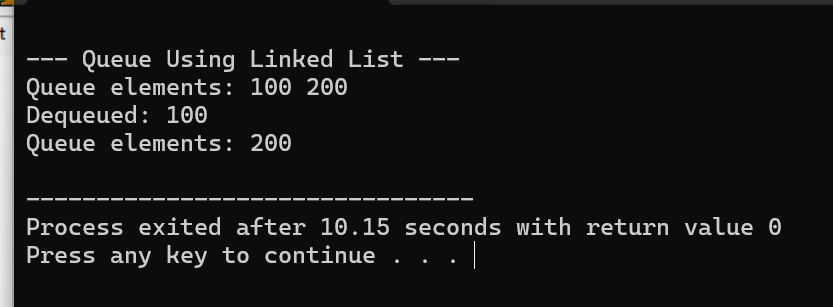 t
--- Queue Using Linked List ---
Queue elements: 100 200
Dequeued: 100
Queue elements: 200
--------------------------------
Process exited after 10.15 seconds with return value 0
Press any key to continue . . .